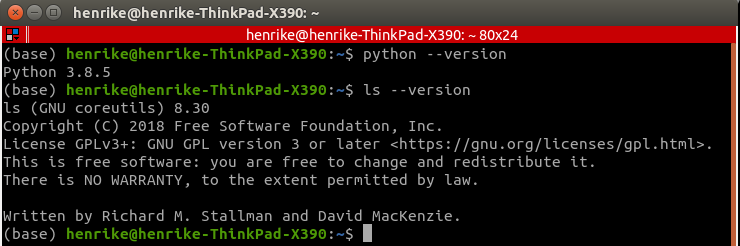 henrike@henrike-ThinkPad-X390: ~
henrike@henrike-ThinkPad-X390: ~ 80x24
(base) henrike@henrike-ThinkPad-X390:~$ python --version
Python 3.8.5
(base) henrike@henrike-ThinkPad-X390:~$ ls --version
ls (GNU coreutils) 8.30
Copyright (C) 2018 Free Software Foundation, Inc.
License GPLv3+: GNU GPL version 3 or later <https://gnu.org/licenses/gpl.html>.
This is free software: you are free to change and redistribute it.
There is NO WARRANTY, to the extent permitted by law.
Written by Richard M. Stallman and David MacKenzie.
(base) henrike@henrike-ThinkPad-X390:~$